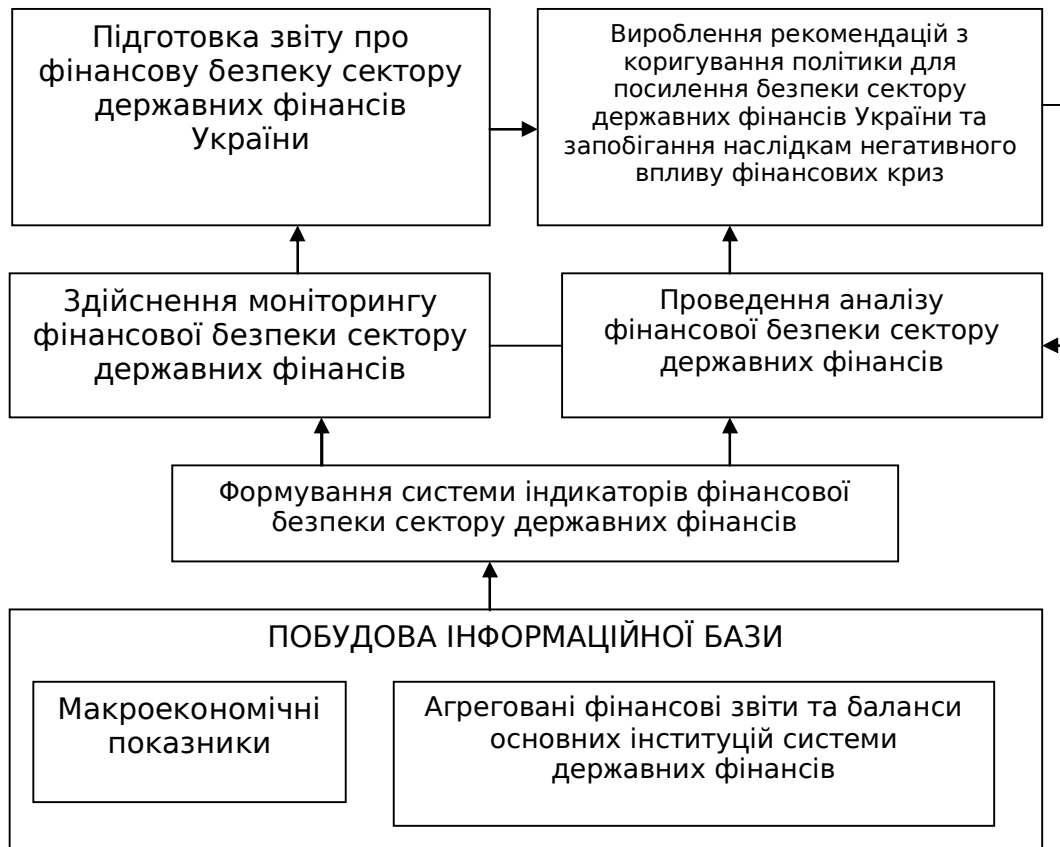 Підготовка звіту про
фінансову безпеку сектору
державних фінансів
України
Вироблення рекомендацій з
коригування політики для
посилення безпеки сектору
державних фінансів України та
запобігання наслідкам негативного
впливу фінансових криз
Здійснення моніторингу
фінансової безпеки сектору
державних фінансів
Проведення аналізу
фінансової безпеки сектору
державних фінансів
Формування системи індикаторів фінансової
безпеки сектору державних фінансів
ПОБУДОВА ІНФОРМАЦІЙНОЇ БАЗИ
Макроекономічні
показники
Агреговані фінансові звіти та баланси
основних інституцій системи
державних фінансів